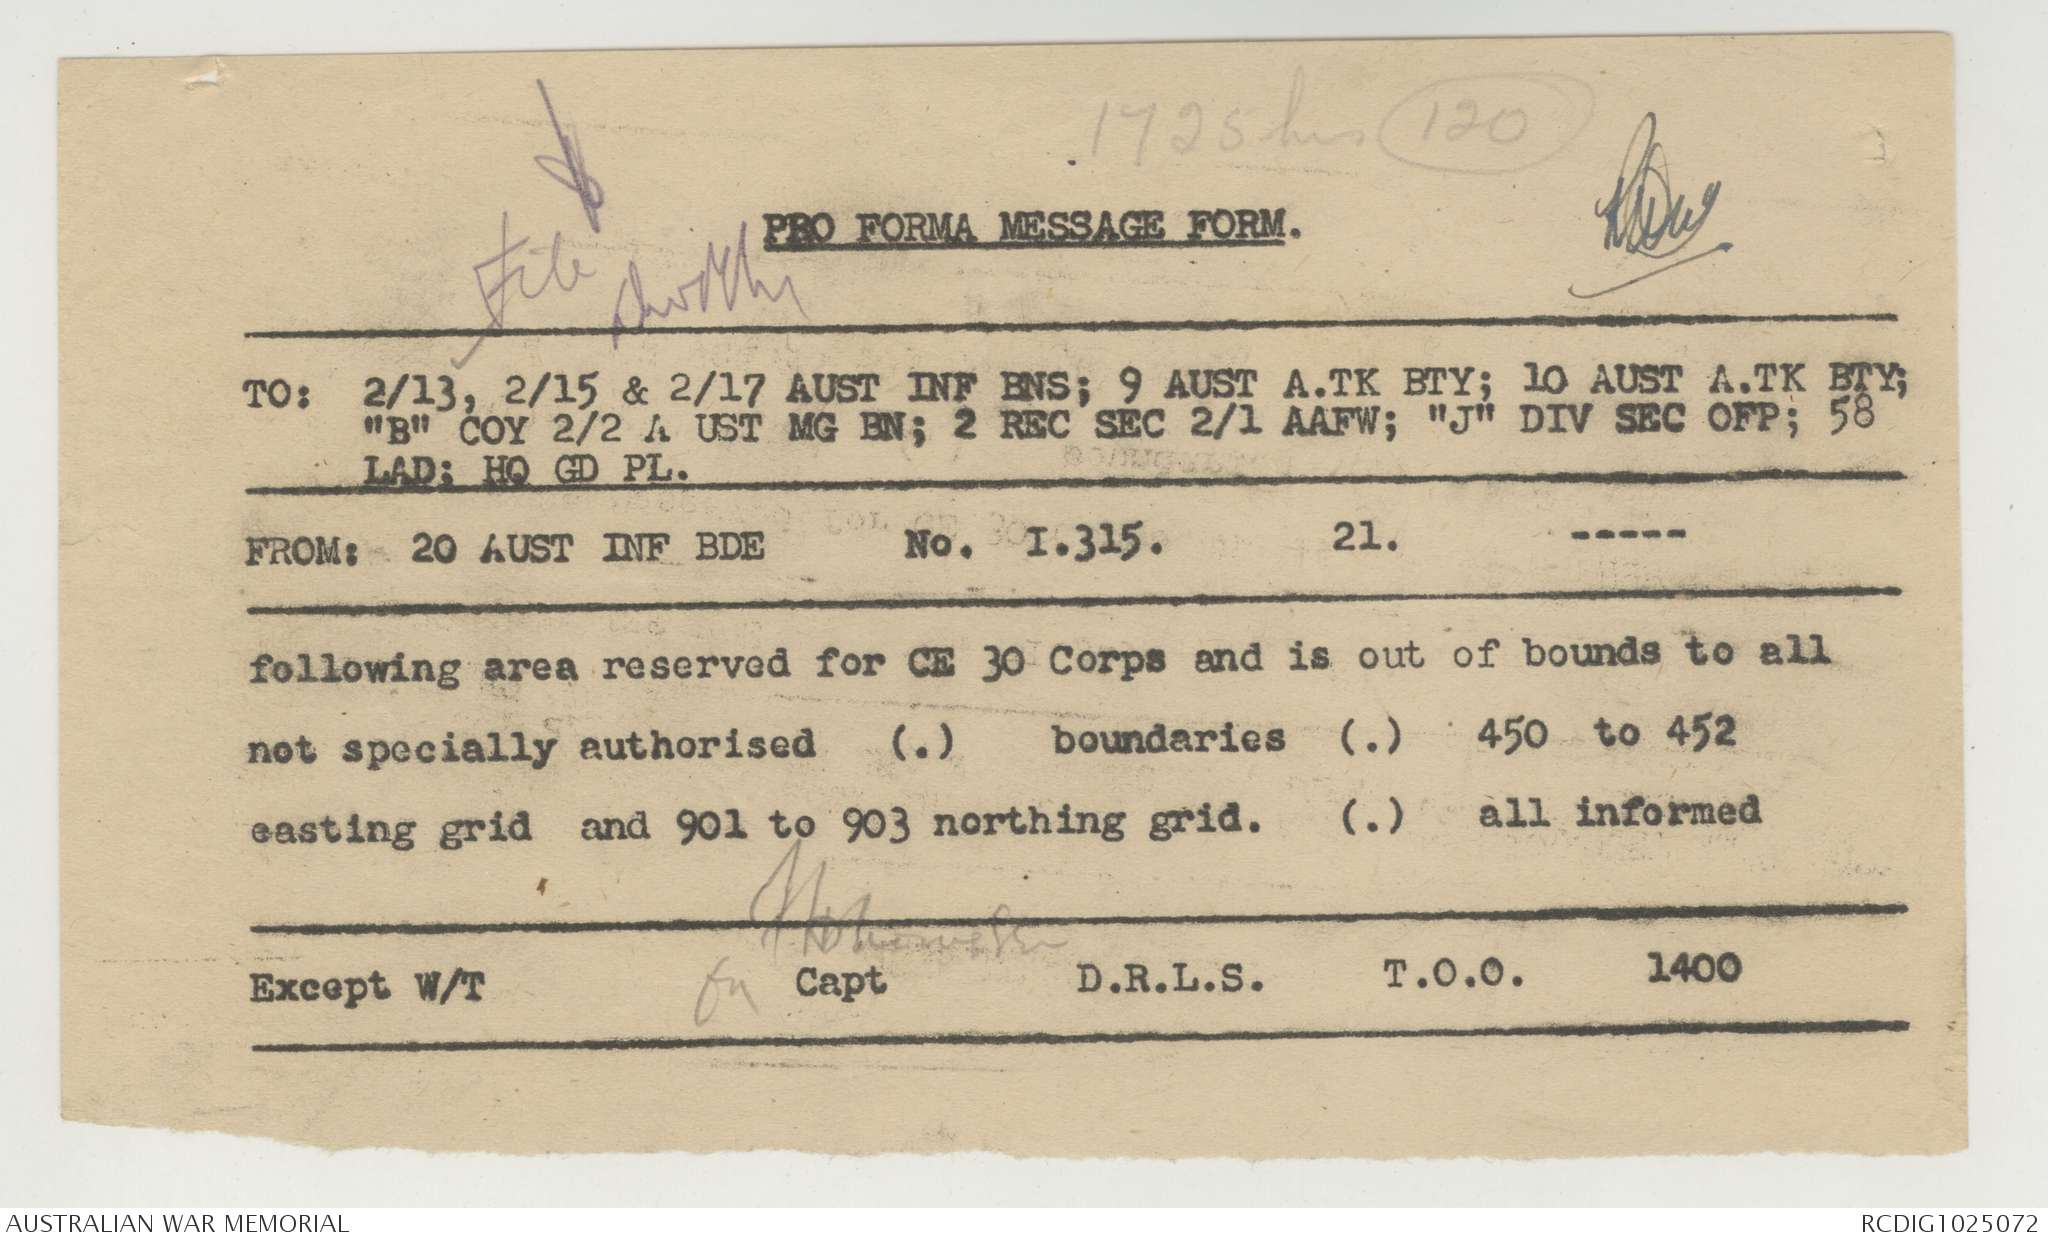 1725 hrs 120
PRO FORMA MESSAGE FORM.
File
TO: 2/13, 2/15 & 2/17 AUST INF BNS; 9 AUST A.TK BTY; 10 AUST A.TK BTY;
"B" COY 2/2 A UST MG BN; 2 REC SEC 2/1 AAFW; "J" DIV SEC OFP; 58
LAD; HQ GD PL.
FROM: 20 AUST INF BDE No. I.315. 21. -----
following area reserved for CE 30 Corps and is out of bounds to all
not specially authorised (.) boundaries (.) 450 to 452
easting grid and 901 to 903 northing grid. (.) all informed
Except W/T Capt D.R.L.S. T.O.O. 1400
AUSTRALIAN WAR MEMORIAL RCDIG1025072